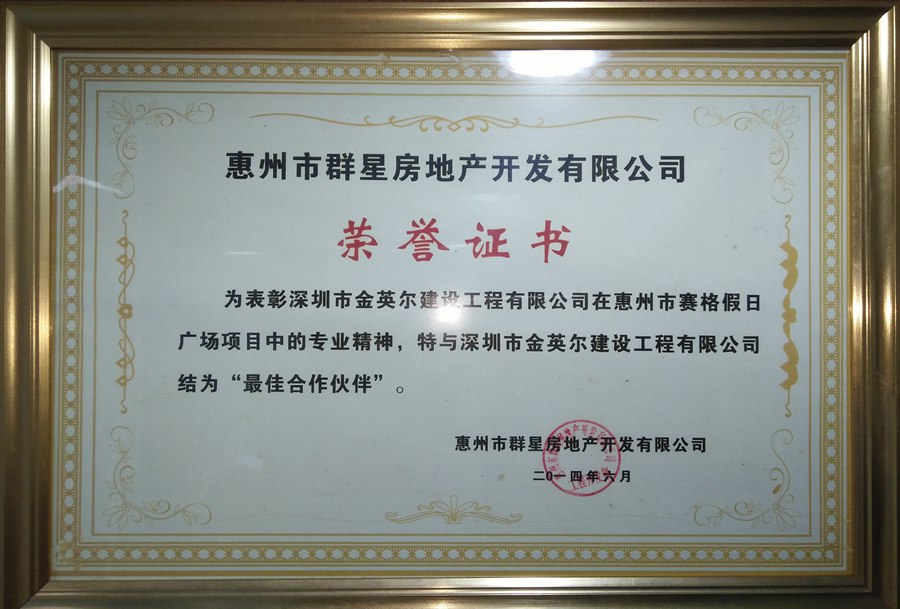 惠州市群星房地产开发有限公司
荣誉证书
为表彰深圳市金英尔建设工程有限公司在惠州市赛格假日
广场项目中的专业精神，特与深圳市金英尔建设工程有限公司
结为“最佳合作伙伴”。
惠州市群星房地产开发有限公司
二0一四年六月